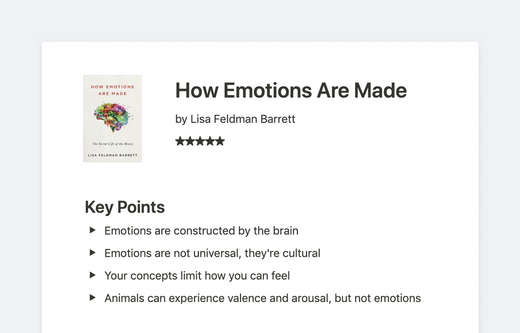 HOW EMOTIONS
ARE MADE
The Secret Life of the Brain
LISA FELDMAN BARRETT
How Emotions Are Made
by Lisa Feldman Barrett
★★★★★
Key Points
Emotions are constructed by the brain
Emotions are not universal, they're cultural
Your concepts limit how you can feel
Animals can experience valence and arousal, but not emotions